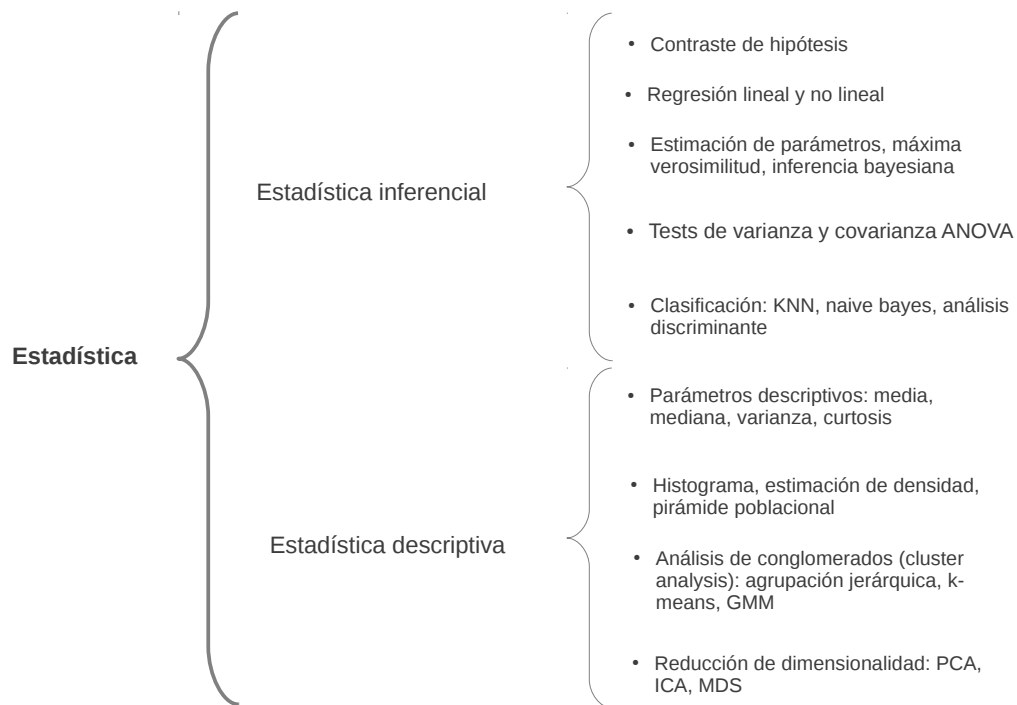 Estadística
Estadística inferencial
• Contraste de hipótesis
• Regresión lineal y no lineal
• Estimación de parámetros, máxima
verosimilitud, inferencia bayesiana
• Tests de varianza y covarianza ANOVA
• Clasificación: KNN, naive bayes, análisis
discriminante
Estadística descriptiva
• Parámetros descriptivos: media,
mediana, varianza, curtosis
• Histograma, estimación de densidad,
pirámide poblacional
• Análisis de conglomerados (cluster
analysis): agrupación jerárquica, k-
means, GMM
• Reducción de dimensionalidad: PCA,
ICA, MDS